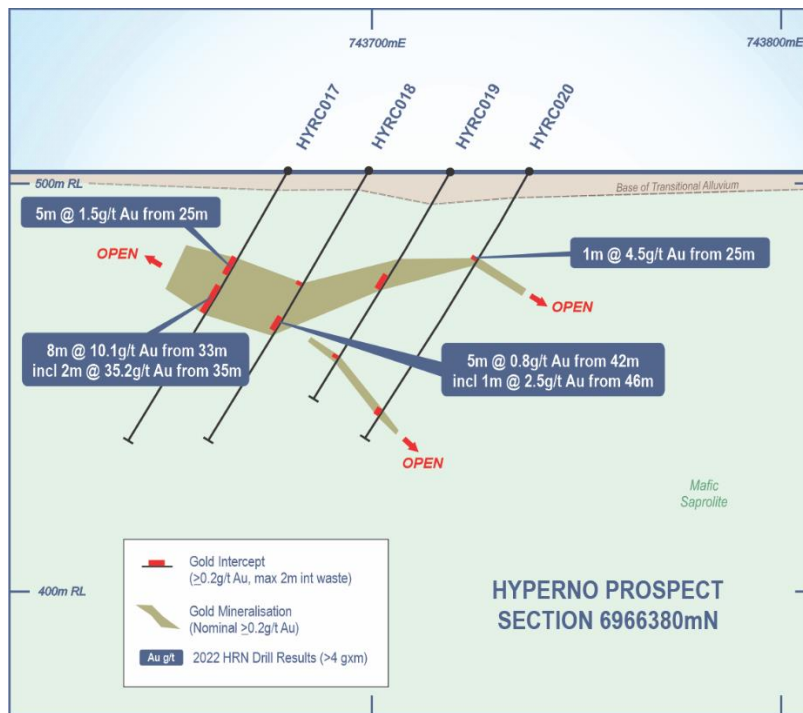 743700mE
743800mE
HYRC017
HYRC018
HYRC019
HYRC020
500m RL
Base of Transitional Alluvium
5m @ 1.5g/t Au from 25m
OPEN
1m @ 4.5g/t Au from 25m
OPEN
8m @ 10.1g/t Au from 33m
incl 2m @ 35.2g/t Au from 35m
5m @ 0.8g/t Au from 42m
incl 1m @ 2.5g/t Au from 46m
OPEN
Mafic
Saprolite
Gold Intercept
(≥0.2g/t Au, max 2m int waste)
Gold Mineralisation
(Nominal ≥0.2g/t Au)
Au g/t
2022 HRN Drill Results (>4 gxm)
400m RL
HYPERNO PROSPECT
SECTION 6966380mN